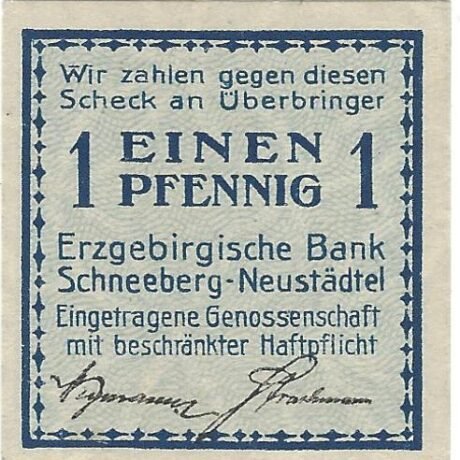 Wir zahlen gegen diesen
Scheck an Überbringer
1 EINEN 1
PFENNIG
Erzgebirgische Bank
Schneeberg-Neustädtel
Eingetragene Genossenschaft
mit beschränkter Haftpflicht